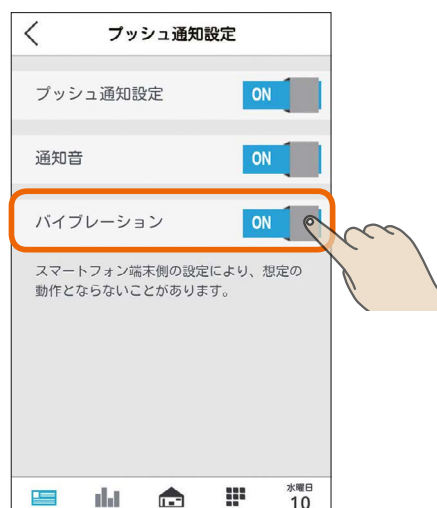 プッシュ通知設定
プッシュ通知設定 ON
通知音 ON
バイブレーション ON
スマートフォン端末側の設定により、想定の
動作とならないことがあります。
水曜日
10